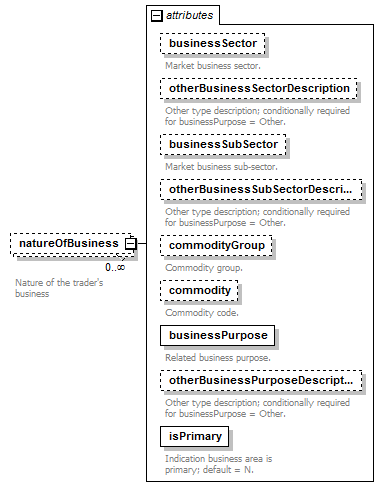 attributes
businessSector
Market business sector.
otherBusinessSectorDescription
Other type description; conditionally required
for businessPurpose = Other.
businessSubSector
Market business sub-sector.
otherBusinessSubSectorDescri...
Other type description; conditionally required
for businessPurpose = Other.
natureOfBusiness
0..∞
Nature of the trader's
business
commodityGroup
Commodity group.
commodity
Commodity code.
businessPurpose
Related business purpose.
otherBusinessPurposeDescript...
Other type description; conditionally required
for businessPurpose = Other.
isPrimary
Indication business area is
primary; default = N.